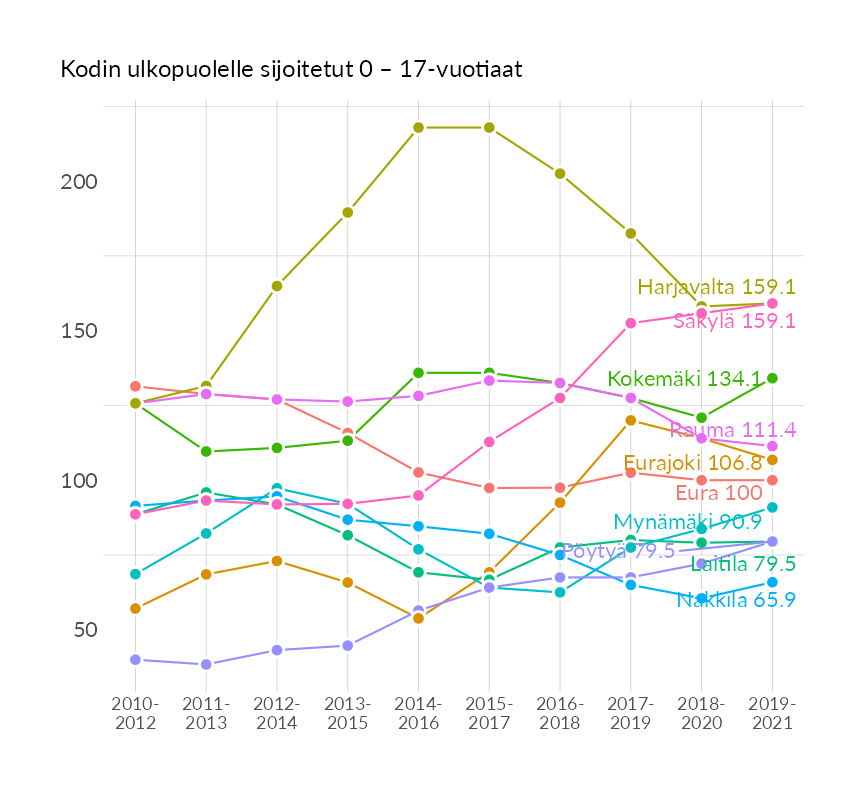 Kodin ulkopuolelle sijoitetut 0 – 17-vuotiaat
200
150
100
50
Harjavalta 159.1
Säkylä 159.1
Kokemäki 134.1
Rauma 111.4
Eurajoki 106.8
Eura 100
Mynämäki 90.9
Pöytyä 79.5
Laitila 79.5
Nakkila 65.9
2010- 2011- 2012- 2013- 2014- 2015- 2016- 2017- 2018- 2019-
2012 2013 2014 2015 2016 2017 2018 2019 2020 2021